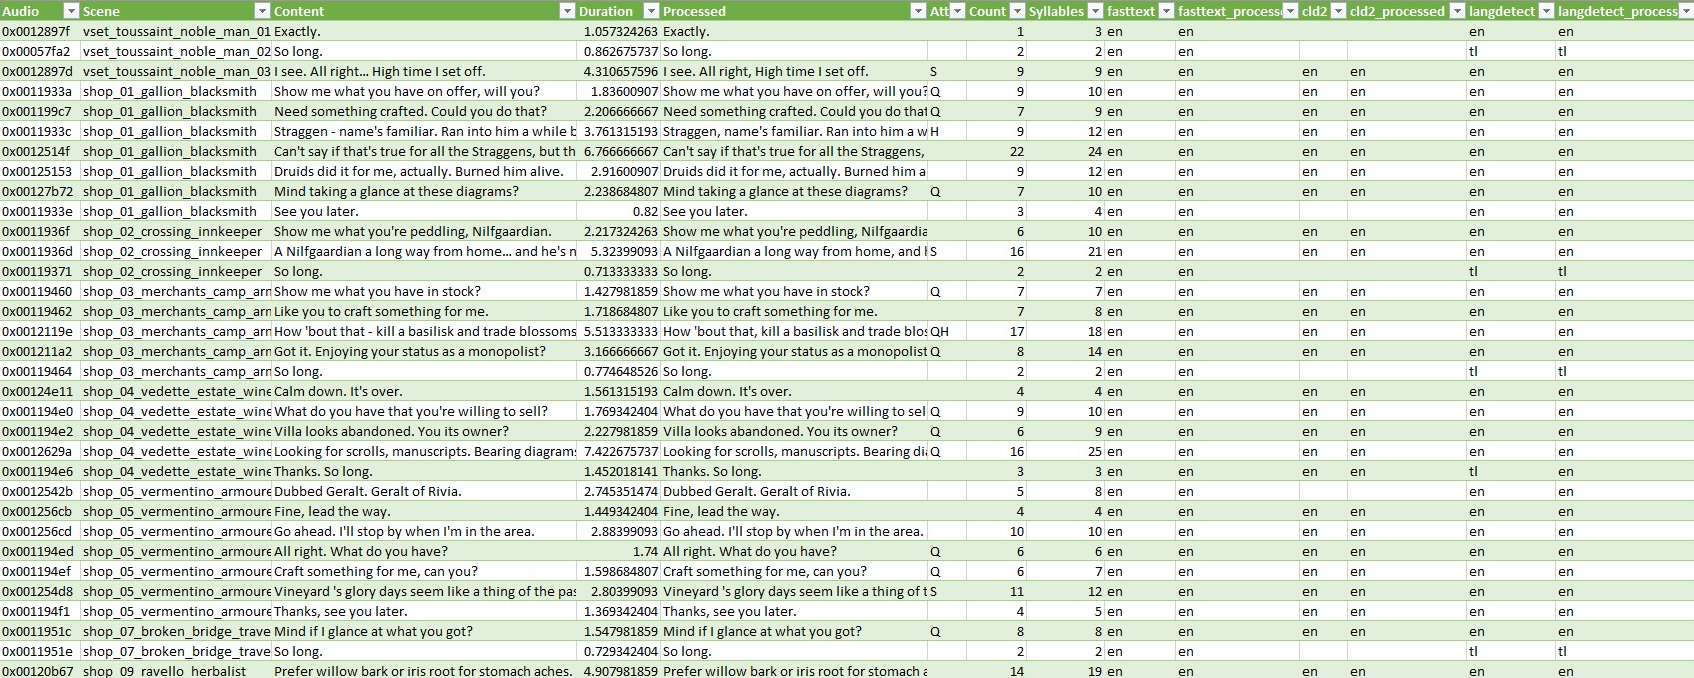 Audio Scene Content Duration Processed Att Count Syllables fasttext fasttext_process cld2 cld2_processed langdetect langdetect_process
0x0012897f vset_toussaint_noble_man_01 Exactly. 1.057324263 Exactly. 1 3 en en en en
0x00057fa2 vset_toussaint_noble_man_02 So long. 0.862675737 So long. 2 2 en en tl tl
0x0012897d vset_toussaint_noble_man_03 I see. All right... High time I set off. 4.310657596 I see. All right, High time I set off. S 9 9 en en en en en en
0x0011933a shop_01_gallion_blacksmith Show me what you have on offer, will you? 1.83600907 Show me what you have on offer, will you? Q 9 10 en en en en en en
0x001199c7 shop_01_gallion_blacksmith Need something crafted. Could you do that? 2.206666667 Need something crafted. Could you do that Q 7 9 en en en en en en
0x0011933c shop_01_gallion_blacksmith Straggen - name's familiar. Ran into him a while b 3.761315193 Straggen, name's familiar. Ran into him a w H 9 12 en en en en en en
0x0012514f shop_01_gallion_blacksmith Can't say if that's true for all the Straggens, but th 6.766666667 Can't say if that's true for all the Straggens, 22 24 en en en en en en
0x00125153 shop_01_gallion_blacksmith Druids did it for me, actually. Burned him alive. 2.91600907 Druids did it for me, actually. Burned him a 9 12 en en en en en en
0x00127b72 shop_01_gallion_blacksmith Mind taking a glance at these diagrams? 2.238684807 Mind taking a glance at these diagrams? Q 7 10 en en en en en en
0x0011933e shop_01_gallion_blacksmith See you later. 0.82 See you later. 3 4 en en en en
0x0011936f shop_02_crossing_innkeeper Show me what you're peddling, Nilfgaardian. 2.217324263 Show me what you're peddling, Nilfgaardia 6 10 en en en en en en
0x0011936d shop_02_crossing_innkeeper A Nilfgaardian a long way from home... and he's n 5.32399093 A Nilfgaardian a long way from home, and h S 16 21 en en en en en en
0x00119371 shop_02_crossing_innkeeper So long. 0.713333333 So long. 2 2 en en tl tl
0x00119460 shop_03_merchants_camp_arm Show me what you have in stock? 1.427981859 Show me what you have in stock? Q 7 7 en en en en en en
0x00119462 shop_03_merchants_camp_arm Like you to craft something for me. 1.718684807 Like you to craft something for me. 7 8 en en en en en en
0x0012119e shop_03_merchants_camp_arm How 'bout that - kill a basilisk and trade blossoms 5.513333333 How 'bout that, kill a basilisk and trade blos QH 17 18 en en en en en en
0x001211a2 shop_03_merchants_camp_arm Got it. Enjoying your status as a monopolist? 3.166666667 Got it. Enjoying your status as a monopolist Q 8 14 en en en en en en
0x00119464 shop_03_merchants_camp_arm So long. 0.774648526 So long. 2 2 en en tl tl
0x00124e11 shop_04_vedette_estate_wine Calm down. It's over. 1.561315193 Calm down. It's over. 4 4 en en en en en en
0x001194e0 shop_04_vedette_estate_wine What do you have that you're willing to sell? 1.769342404 What do you have that you're willing to sel Q 9 10 en en en en en en
0x001194e2 shop_04_vedette_estate_wine Villa looks abandoned. You its owner? 2.227981859 Villa looks abandoned. You its owner? Q 6 9 en en en en en en
0x0012629a shop_04_vedette_estate_wine Looking for scrolls, manuscripts. Bearing diagrams 7.422675737 Looking for scrolls, manuscripts. Bearing dia Q 16 25 en en en en en en
0x001194e6 shop_04_vedette_estate_wine Thanks. So long. 1.452018141 Thanks. So long. 3 3 en en en en tl en
0x0012542b shop_05_vermentino_armoure Dubbed Geralt. Geralt of Rivia. 2.745351474 Dubbed Geralt. Geralt of Rivia. 5 8 en en en en
0x001256cb shop_05_vermentino_armoure Fine, lead the way. 1.449342404 Fine, lead the way. 4 4 en en en en en en
0x001256cd shop_05_vermentino_armoure Go ahead. I'll stop by when I'm in the area. 2.88399093 Go ahead. I'll stop by when I'm in the area. 10 10 en en en en en en
0x001194ed shop_05_vermentino_armoure All right. What do you have? 1.74 All right. What do you have? Q 6 6 en en en en en en
0x001194ef shop_05_vermentino_armoure Craft something for me, can you? 1.598684807 Craft something for me, can you? Q 6 7 en en en en en en
0x001254d8 shop_05_vermentino_armoure Vineyard 's glory days seem like a thing of the pas 2.80399093 Vineyard 's glory days seem like a thing of t S 11 12 en en en en en en
0x001194f1 shop_05_vermentino_armoure Thanks, see you later. 1.369342404 Thanks, see you later. 4 5 en en en en en en
0x0011951c shop_07_broken_bridge_trave Mind if I glance at what you got? 1.547981859 Mind if I glance at what you got? Q 8 8 en en en en en en
0x0011951e shop_07_broken_bridge_trave So long. 0.729342404 So long. 2 2 en en tl tl
0x00120b67 shop_09_ravello_herbalist Prefer willow bark or iris root for stomach aches. 4.907981859 Prefer willow bark or iris root for stomach a 14 19 en en en en en en